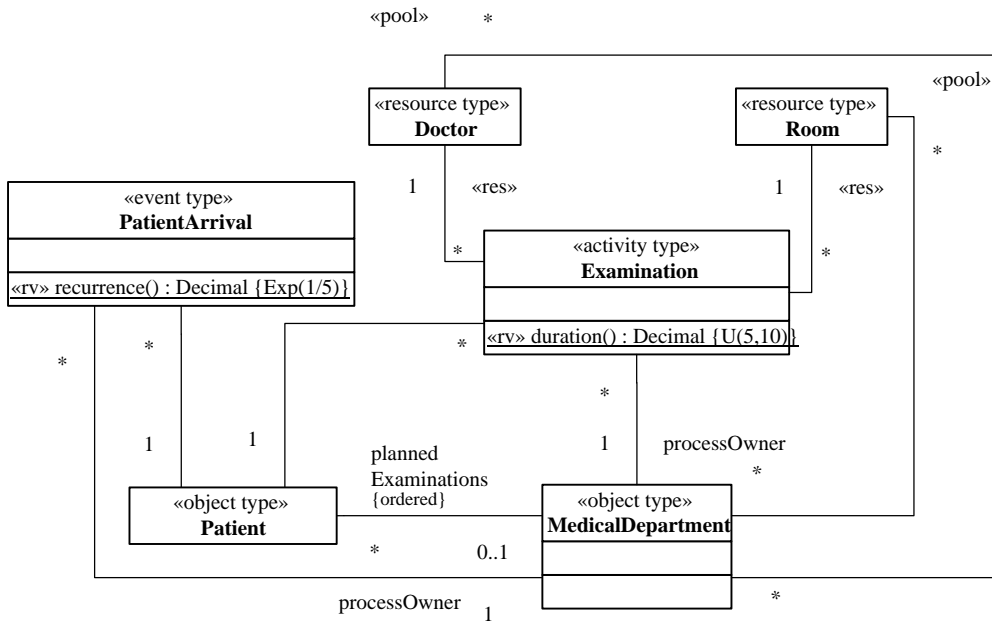 «pool»
*
«pool»
«resource type»
Doctor
«resource type»
Room
*
1
«res»
1
«res»
«event type»
PatientArrival
«rv» recurrence() : Decimal {Exp(1/5)}
*
*
«activity type»
Examination
«rv» duration() : Decimal {U(5,10)}
*
*
*
*
1
1
1
processOwner
planned
Examinations
{ordered}
*
«object type»
Patient
«object type»
MedicalDepartment
*
0..1
processOwner
1
*